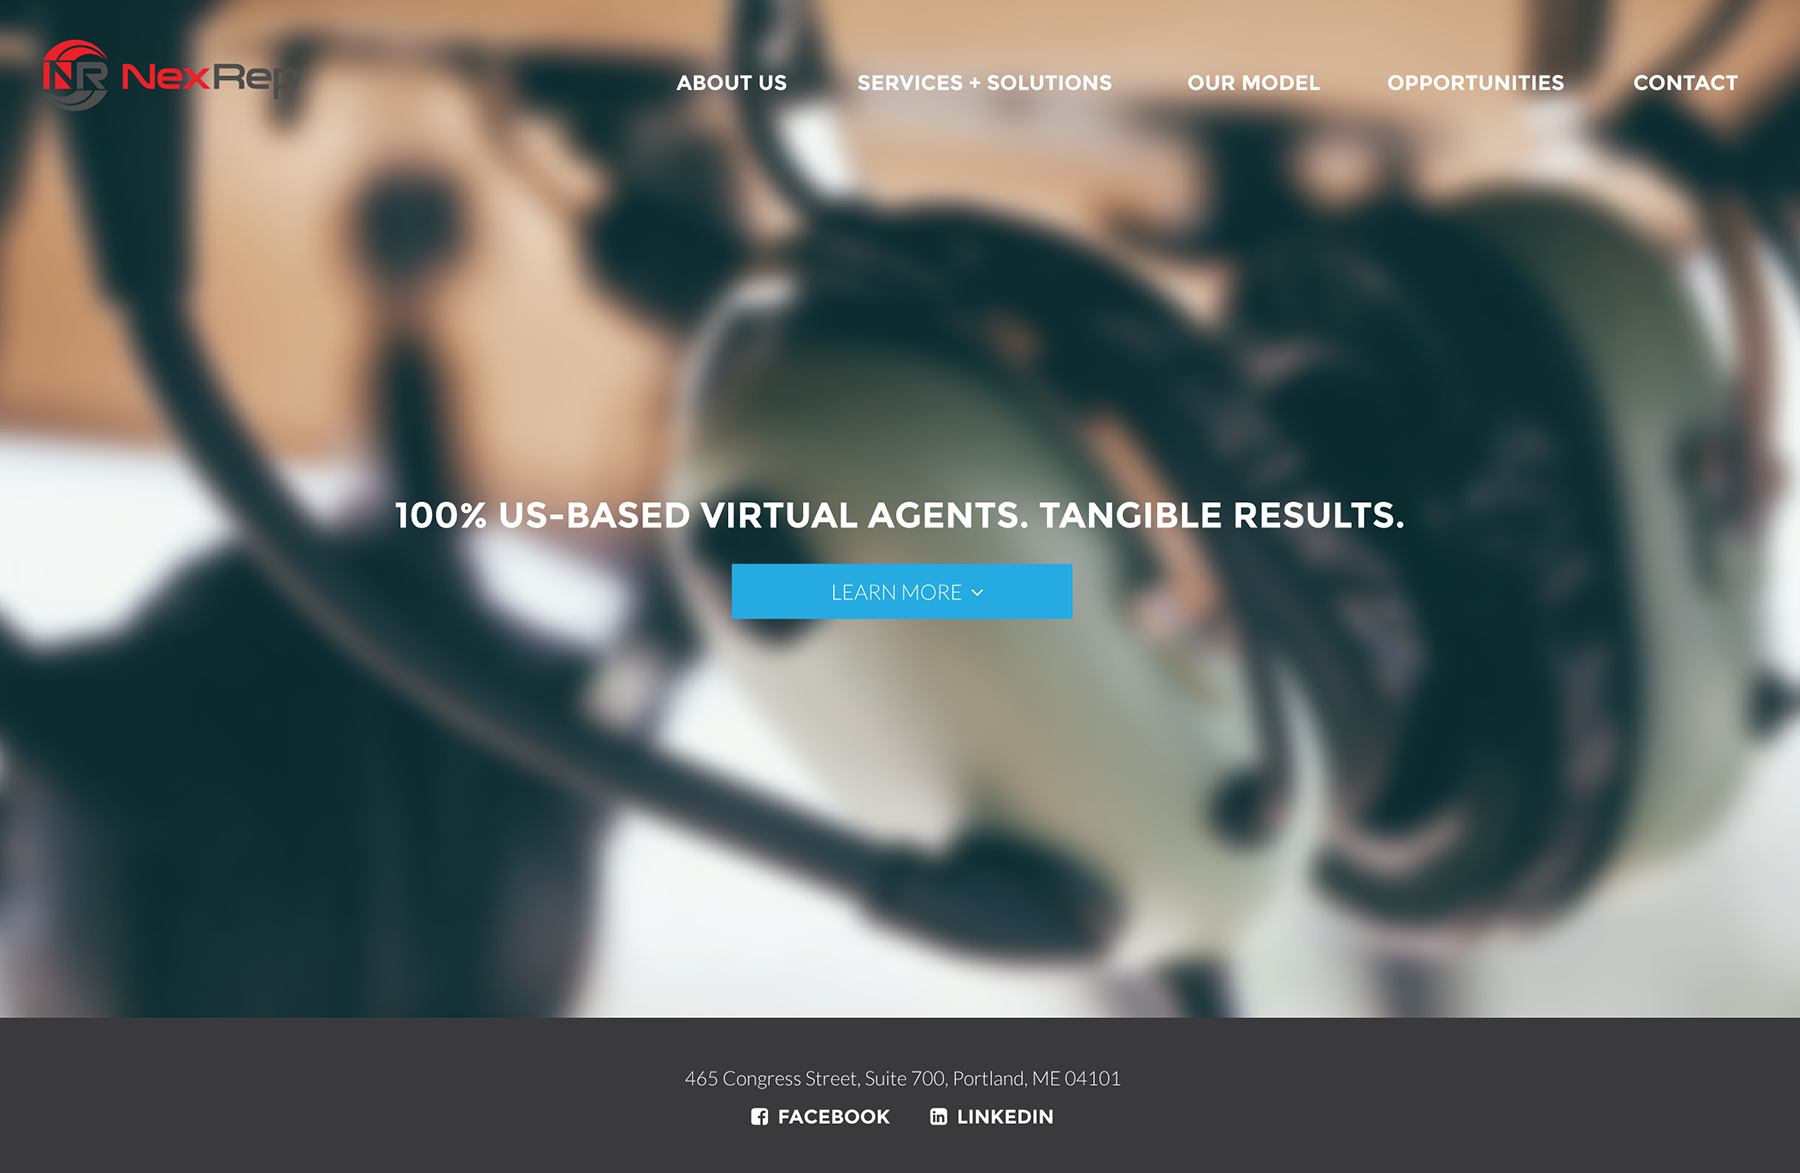 NR NexRep
ABOUT US SERVICES + SOLUTIONS OUR MODEL OPPORTUNITIES CONTACT
100% US-BASED VIRTUAL AGENTS. TANGIBLE RESULTS.
LEARN MORE
465 Congress Street, Suite 700, Portland, ME 04101
FACEBOOK LINKEDIN